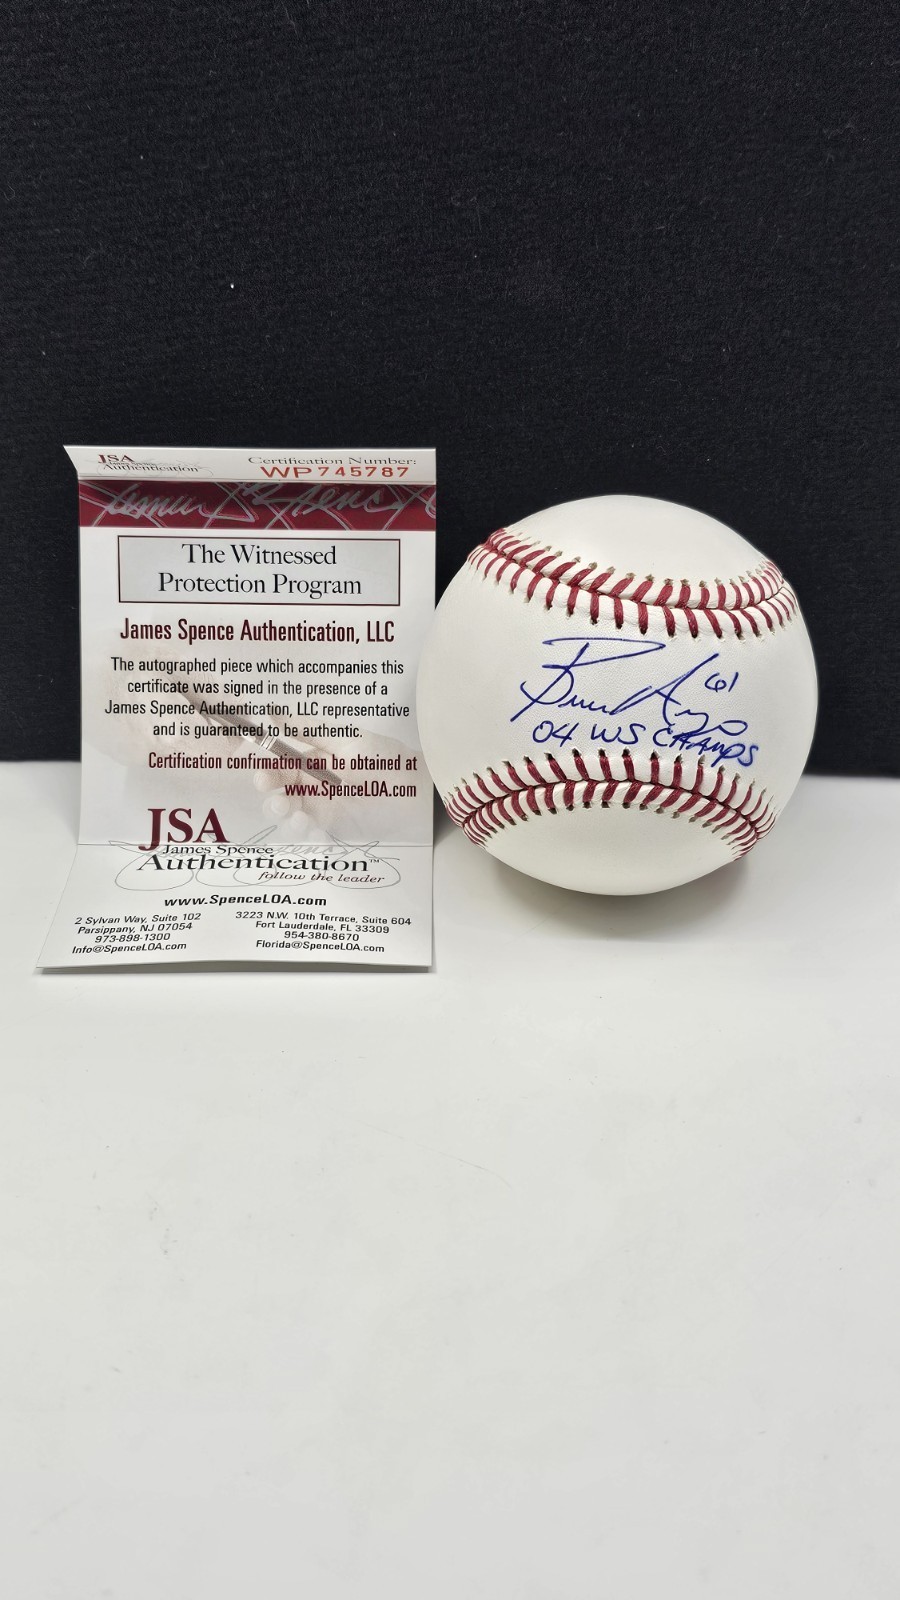 JSA
James Spence
Authentication
Certification Number:
WP745787
The Witnessed
Protection Program
James Spence Authentication, LLC
The autographed piece which accompanies this
certificate was signed in the presence of a
James Spence Authentication, LLC representative
and is guaranteed to be authentic.
Certification confirmation can be obtained at
www.SpenceLOA.com
JSA
James Spence
Authentication™
follow the leader
www.SpenceLOA.com
2 Sylvan Way, Suite 102
Parsippany, NJ 07054
973-898-1300
Info@SpenceLOA.com
3223 N.W. 10th Terrace, Suite 604
Fort Lauderdale, FL 33309
954-380-8670
Florida@SpenceLOA.com
61
04 WS CHAMPS